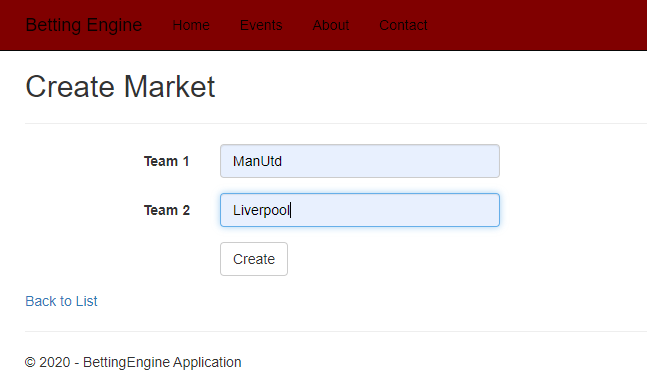 Betting Engine Home Events About Contact
Create Market
Team 1 ManUtd
Team 2 Liverpool
Create
Back to List
© 2020 - BettingEngine Application